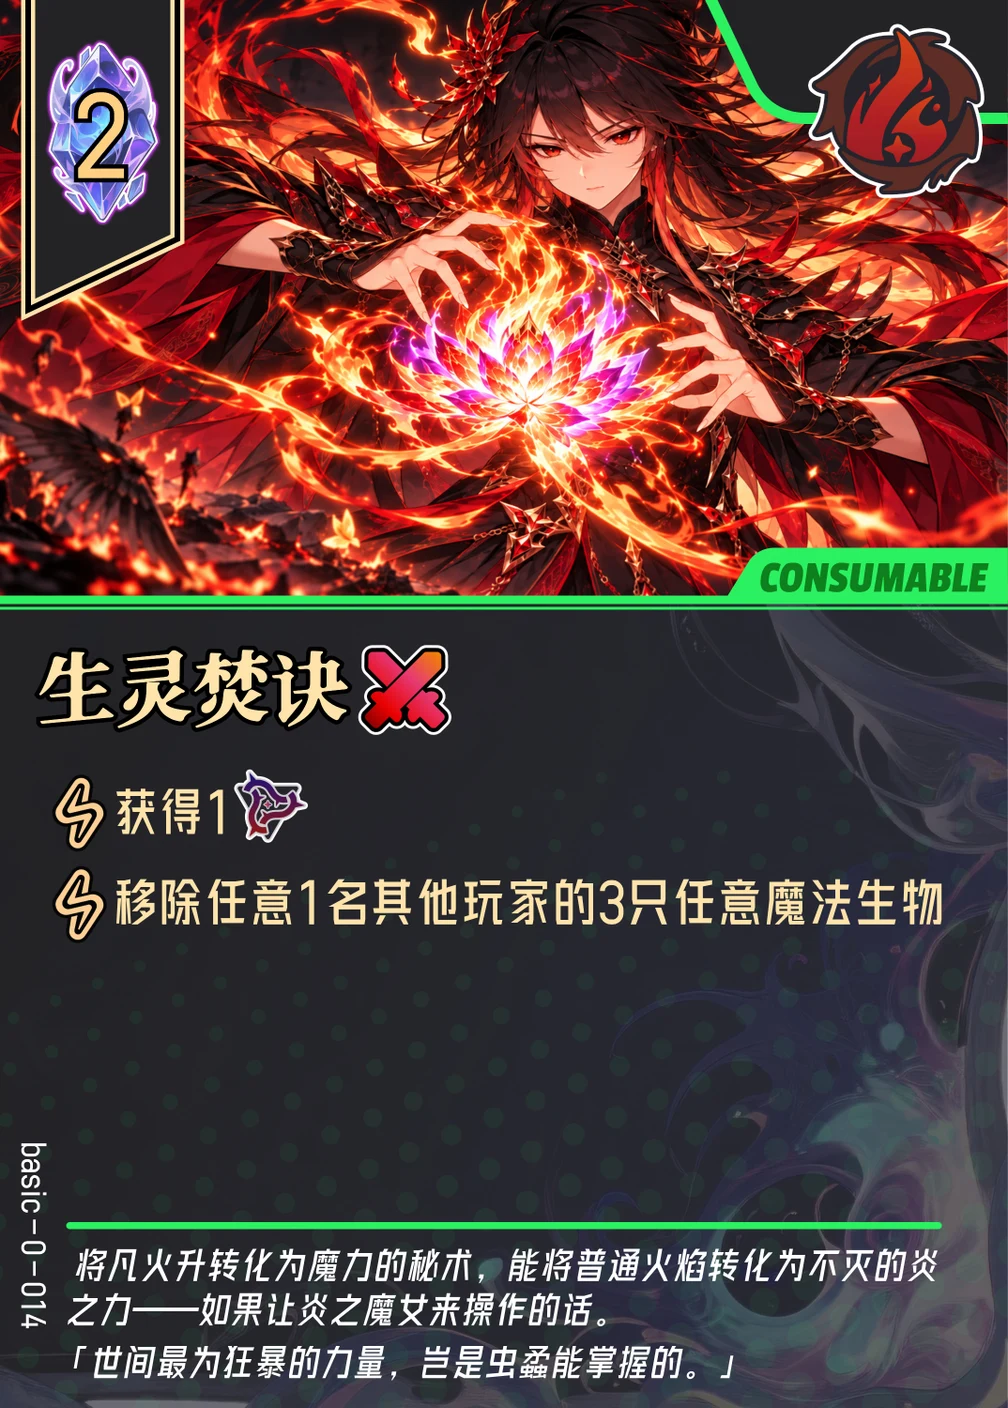 2
CONSUMABLE
生灵焚诀
获得1
移除任意1名其他玩家的3只任意魔法生物
basic-0-014
将凡火升转化为魔力的秘术，能将普通火焰转化为不灭的炎
之力——如果让炎之魔女来操作的话。
「世间最为狂暴的力量，岂是虫蟊能掌握的。」